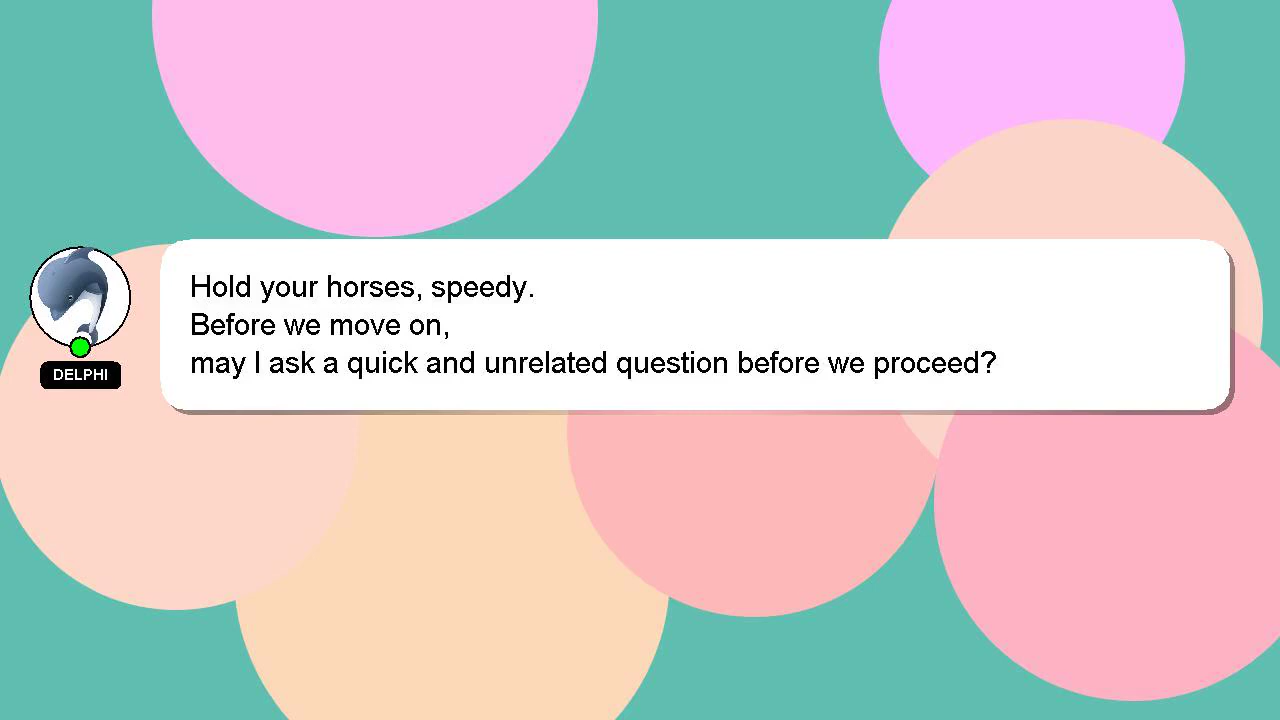 Hold your horses, speedy.
Before we move on,
may I ask a quick and unrelated question before we proceed?
DELPHI